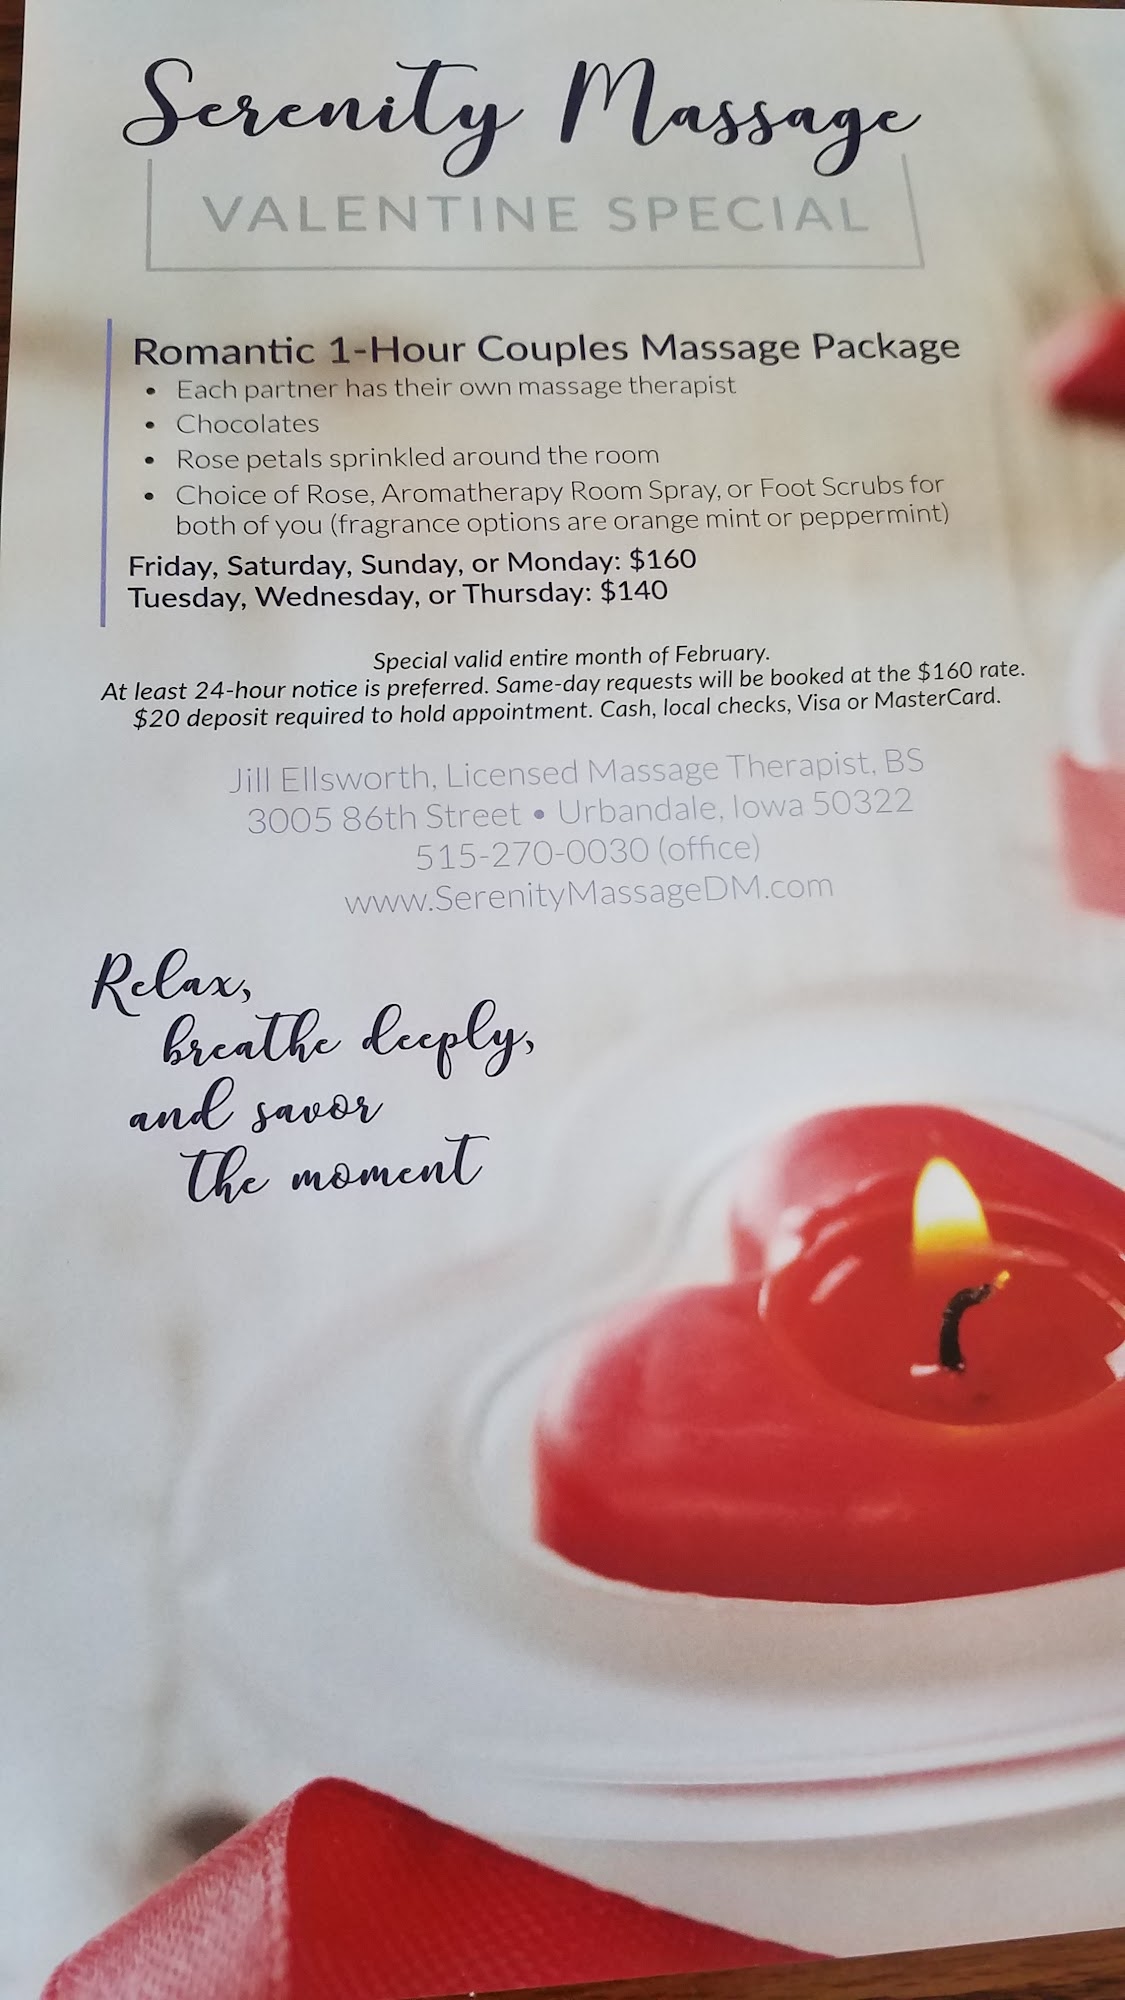 Serenity Massage
VALENTINE SPECIAL
Romantic 1-Hour Couples Massage Package
• Each partner has their own massage therapist
• Chocolates
• Rose petals sprinkled around the room
• Choice of Rose, Aromatherapy Room Spray, or Foot Scrubs for
both of you (fragrance options are orange mint or peppermint)
Friday, Saturday, Sunday, or Monday: $160
Tuesday, Wednesday, or Thursday: $140
Special valid entire month of February.
At least 24-hour notice is preferred. Same-day requests will be booked at the $160 rate.
$20 deposit required to hold appointment. Cash, local checks, Visa or MasterCard.
Jill Ellsworth, Licensed Massage Therapist, BS
3005 86th Street • Urbandale, Iowa 50322
515-270-0030 (office)
www.SerenityMassageDM.com
Relax,
breathe deeply,
and savor
the moment